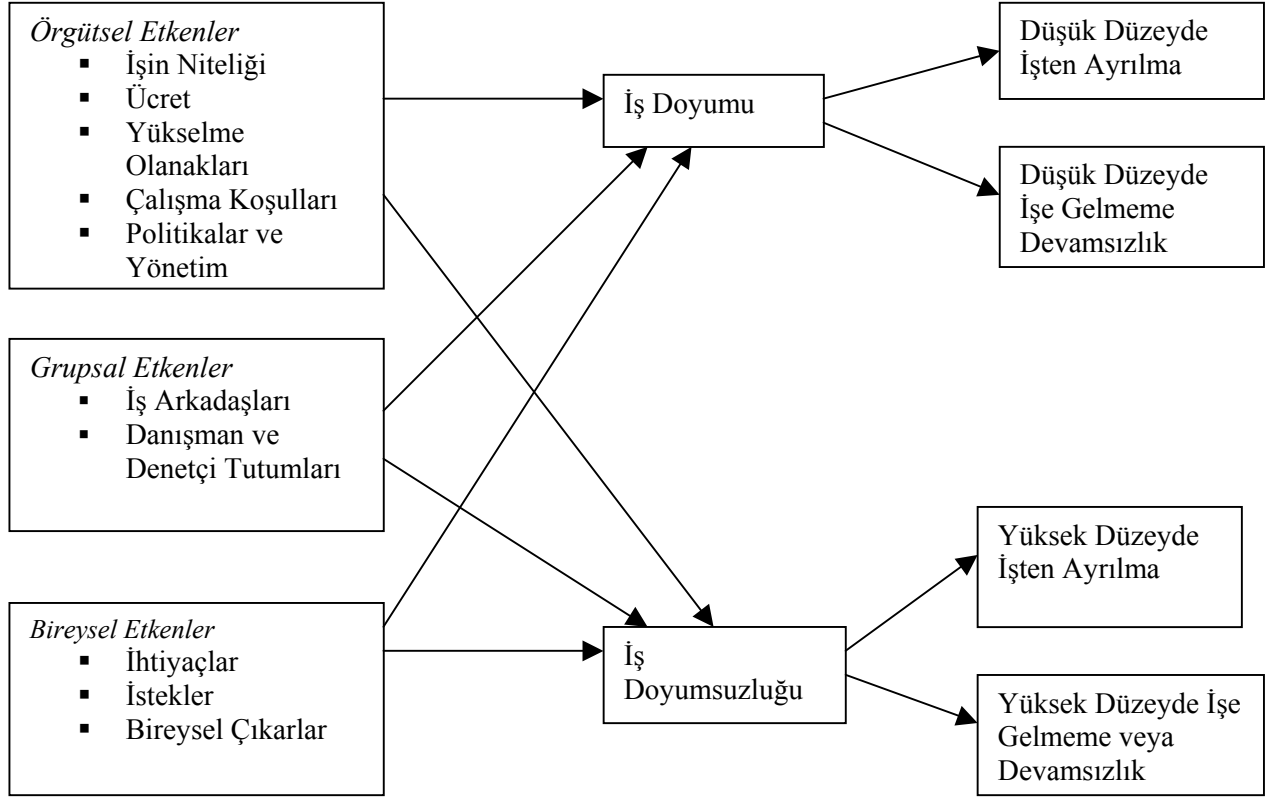 Örgütsel Etkenler
▪ İşin Niteliği
▪ Ücret
▪ Yükselme
Olanakları
▪ Çalışma Koşulları
▪ Politikalar ve
Yönetim
Grupsal Etkenler
▪ İş Arkadaşları
▪ Danışman ve
Denetçi Tutumları
Bireysel Etkenler
▪ İhtiyaçlar
▪ İstekler
▪ Bireysel Çıkarlar
İş Doyumu
İş
Doyumsuzluğu
Düşük Düzeyde
İşten Ayrılma
Düşük Düzeyde
İşe Gelmeme
Devamsızlık
Yüksek Düzeyde
İşten Ayrılma
Yüksek Düzeyde İşe
Gelmeme veya
Devamsızlık